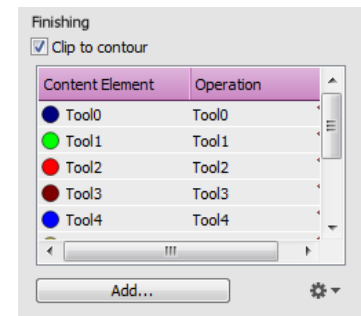 Finishing
Clip to contour
Content Element Operation
Tool0 Tool0
Tool1 Tool1
Tool2 Tool2
Tool3 Tool3
Tool4 Tool4
Add...